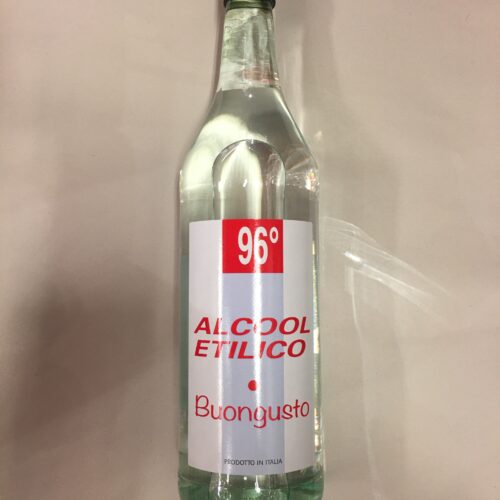 96°
ALCOOL
ETILICO
Buongusto
PRODOTTO IN ITALIA